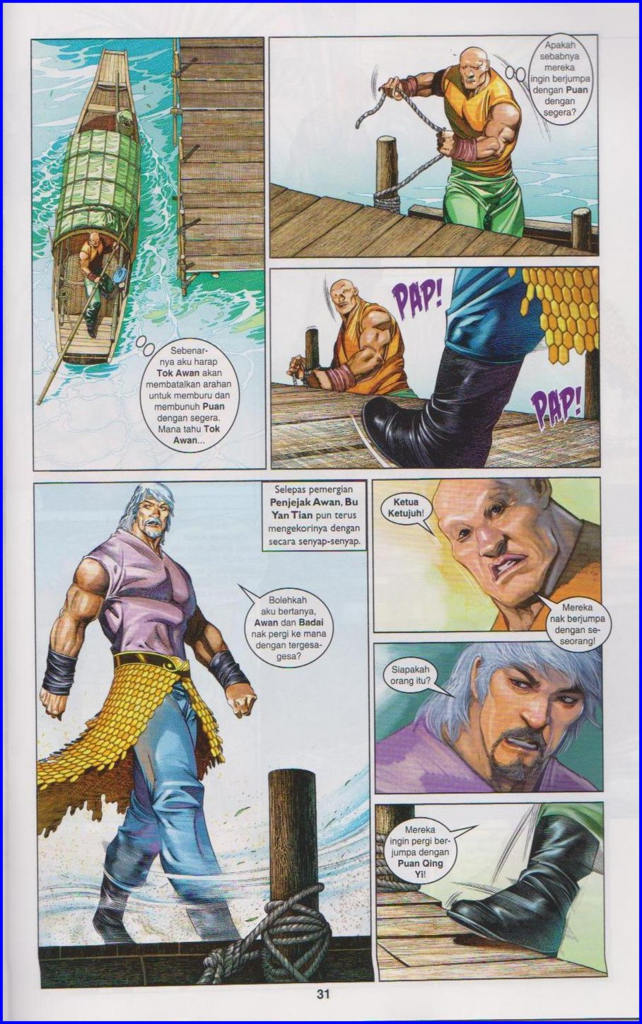 Sebenar-
nya aku harap
Tok Awan akan
membatalkan arahan
untuk memburu dan
membunuh Puan
dengan segera.
Mana tahu Tok
Awan...
Apakah
sebabnya
mereka
ingin berjumpa
dengan Puan
dengan
segera?
PAP!
PAP!
Selepas pemergian
Penjejak Awan, Bu
Yan Tian pun terus
mengekorinya dengan
secara senyap-senyap.
Bolehkah
aku bertanya,
Awan dan Badai
nak pergi ke mana
dengan tergesa-
gesa?
Ketua
Ketujuh!
Mereka
nak berjumpa
dengan se-
seorang!
Siapakah
orang itu?
Mereka
ingin pergi ber-
jumpa dengan
Puan Qing
Yi!
31